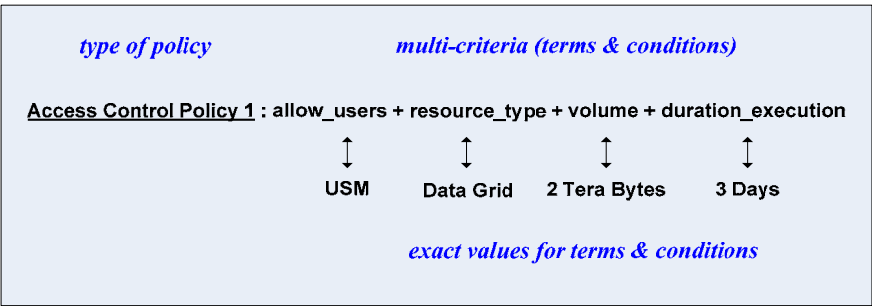 type of policy multi-criteria (terms & conditions)
Access Control Policy 1 : allow_users + resource_type + volume + duration_execution
USM Data Grid 2 Tera Bytes 3 Days
exact values for terms & conditions